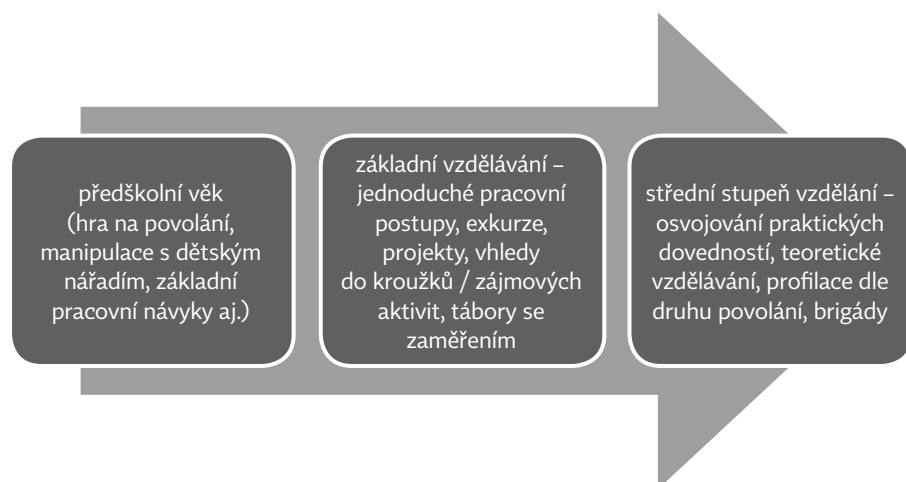 předškolní věk
(hra na povolání,
manipulace s dětským
nářadím, základní
pracovní návyky aj.)
základní vzdělávání –
jednoduché pracovní
postupy, exkurze,
projekty, vhledy
do kroužků / zájmových
aktivit, tábory se
zaměřením
střední stupeň vzdělání –
osvojování praktických
dovedností, teoretické
vzdělávání, profilace dle
druhu povolání, brigády